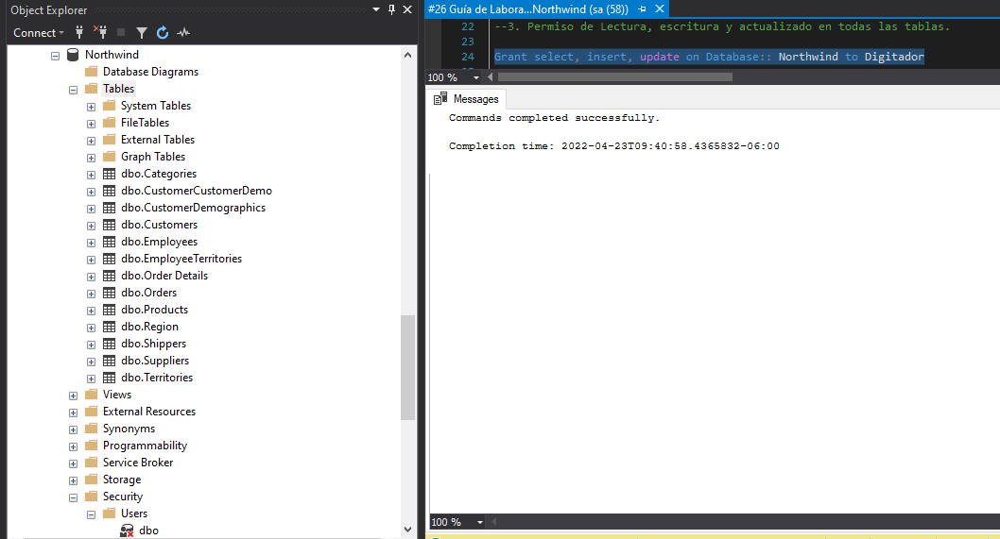 Object Explorer
Connect
Northwind
Database Diagrams
Tables
System Tables
FileTables
External Tables
Graph Tables
dbo.Categories
dbo.CustomerCustomerDemo
dbo.CustomerDemographics
dbo.Customers
dbo.Employees
dbo.EmployeeTerritories
dbo.Order Details
dbo.Orders
dbo.Products
dbo.Region
dbo.Shippers
dbo.Suppliers
dbo.Territories
Views
External Resources
Synonyms
Programmability
Service Broker
Storage
Security
Users
dbo
#26 Guía de Labora...Northwind (sa (58))
22 --3. Permiso de Lectura, escritura y actualizado en todas las tablas.
23
24 Grant select, insert, update on Database:: Northwind to Digitador
100 %
Messages
Commands completed successfully.
Completion time: 2022-04-23T09:40:58.4365832-06:00
100 %